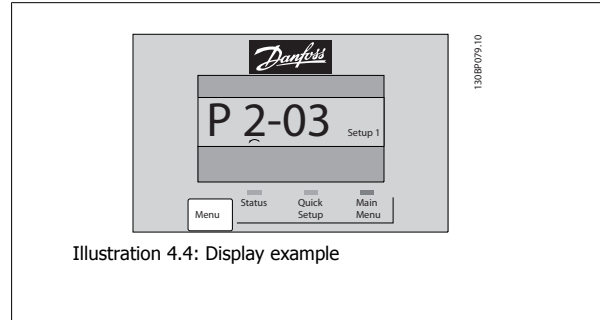 Danfoss
130BP079.10
P 2-03
Setup 1
Status
Quick
Setup
Main
Menu
Menu
Illustration 4.4: Display example